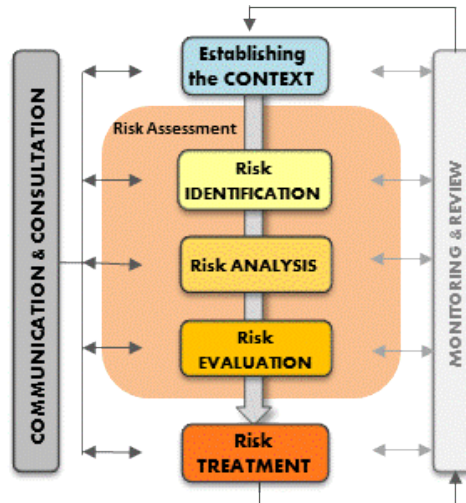 Establishing
the CONTEXT
Risk Assessment
Risk
IDENTIFICATION
Risk ANALYSIS
Risk
EVALUATION
Risk
TREATMENT
COMMUNICATION & CONSULTATION
MONITORING & REVIEW